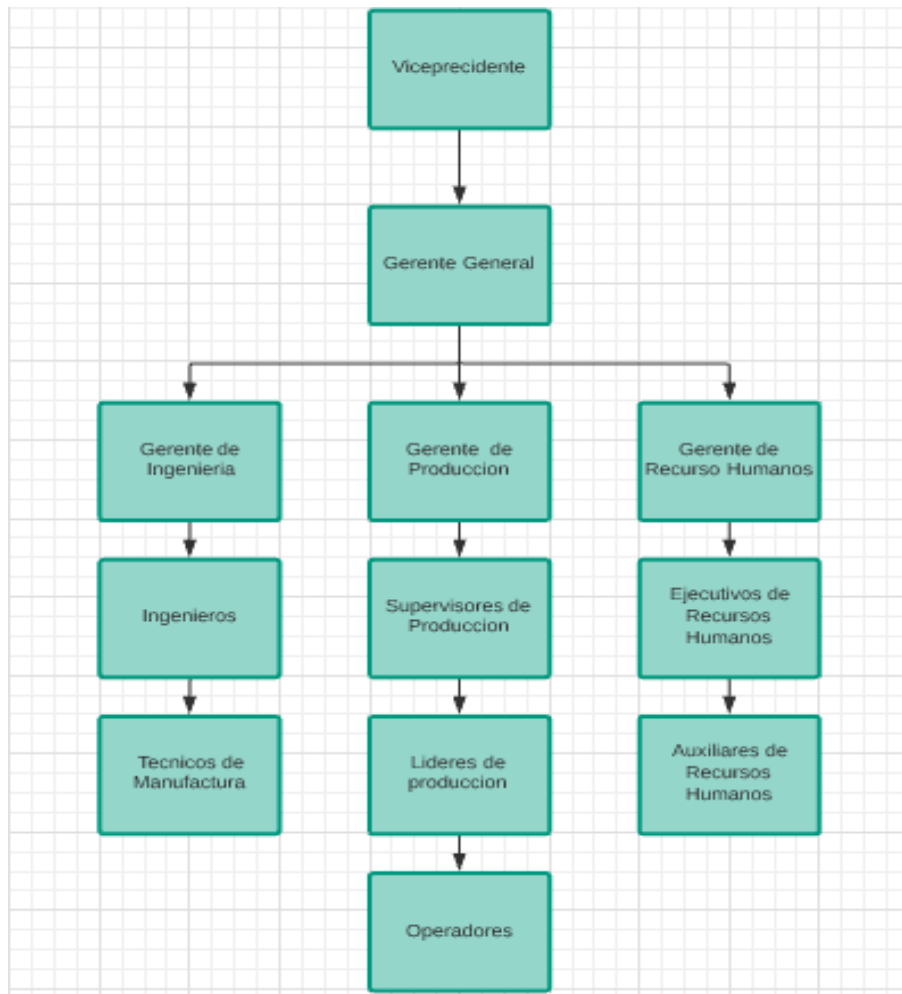 Viceprecidente
Gerente General
Gerente de
Ingenieria
Gerente de
Produccion
Gerente de
Recurso Humanos
Ingenieros
Supervisores de
Produccion
Ejecutivos de
Recursos
Humanos
Tecnicos de
Manufactura
Lideres de
produccion
Auxiliares de
Recursos
Humanos
Operadores